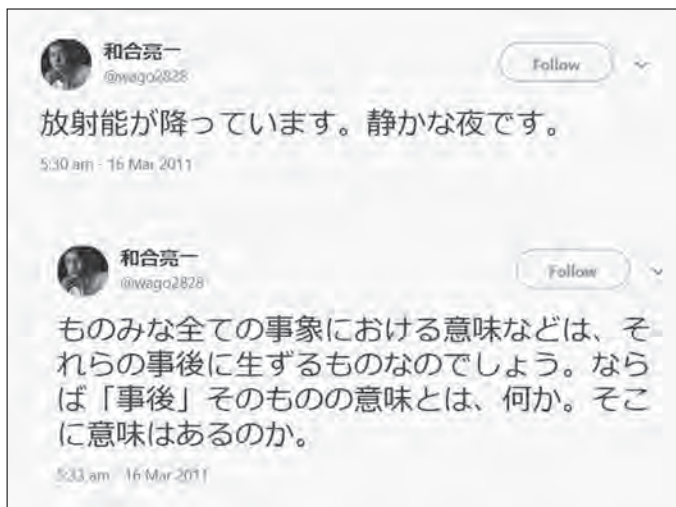 和合亮一
@wago2828
Follow
放射能が降っています。静かな夜です。
5:30 am - 16 Mar 2011
和合亮一
@wago2828
Follow
ものみな全ての事象における意味などは、そ
れらの事後に生ずるものなのでしょう。なら
ば「事後」そのものの意味とは、何か。そこ
に意味はあるのか。
5:33 am - 16 Mar 2011